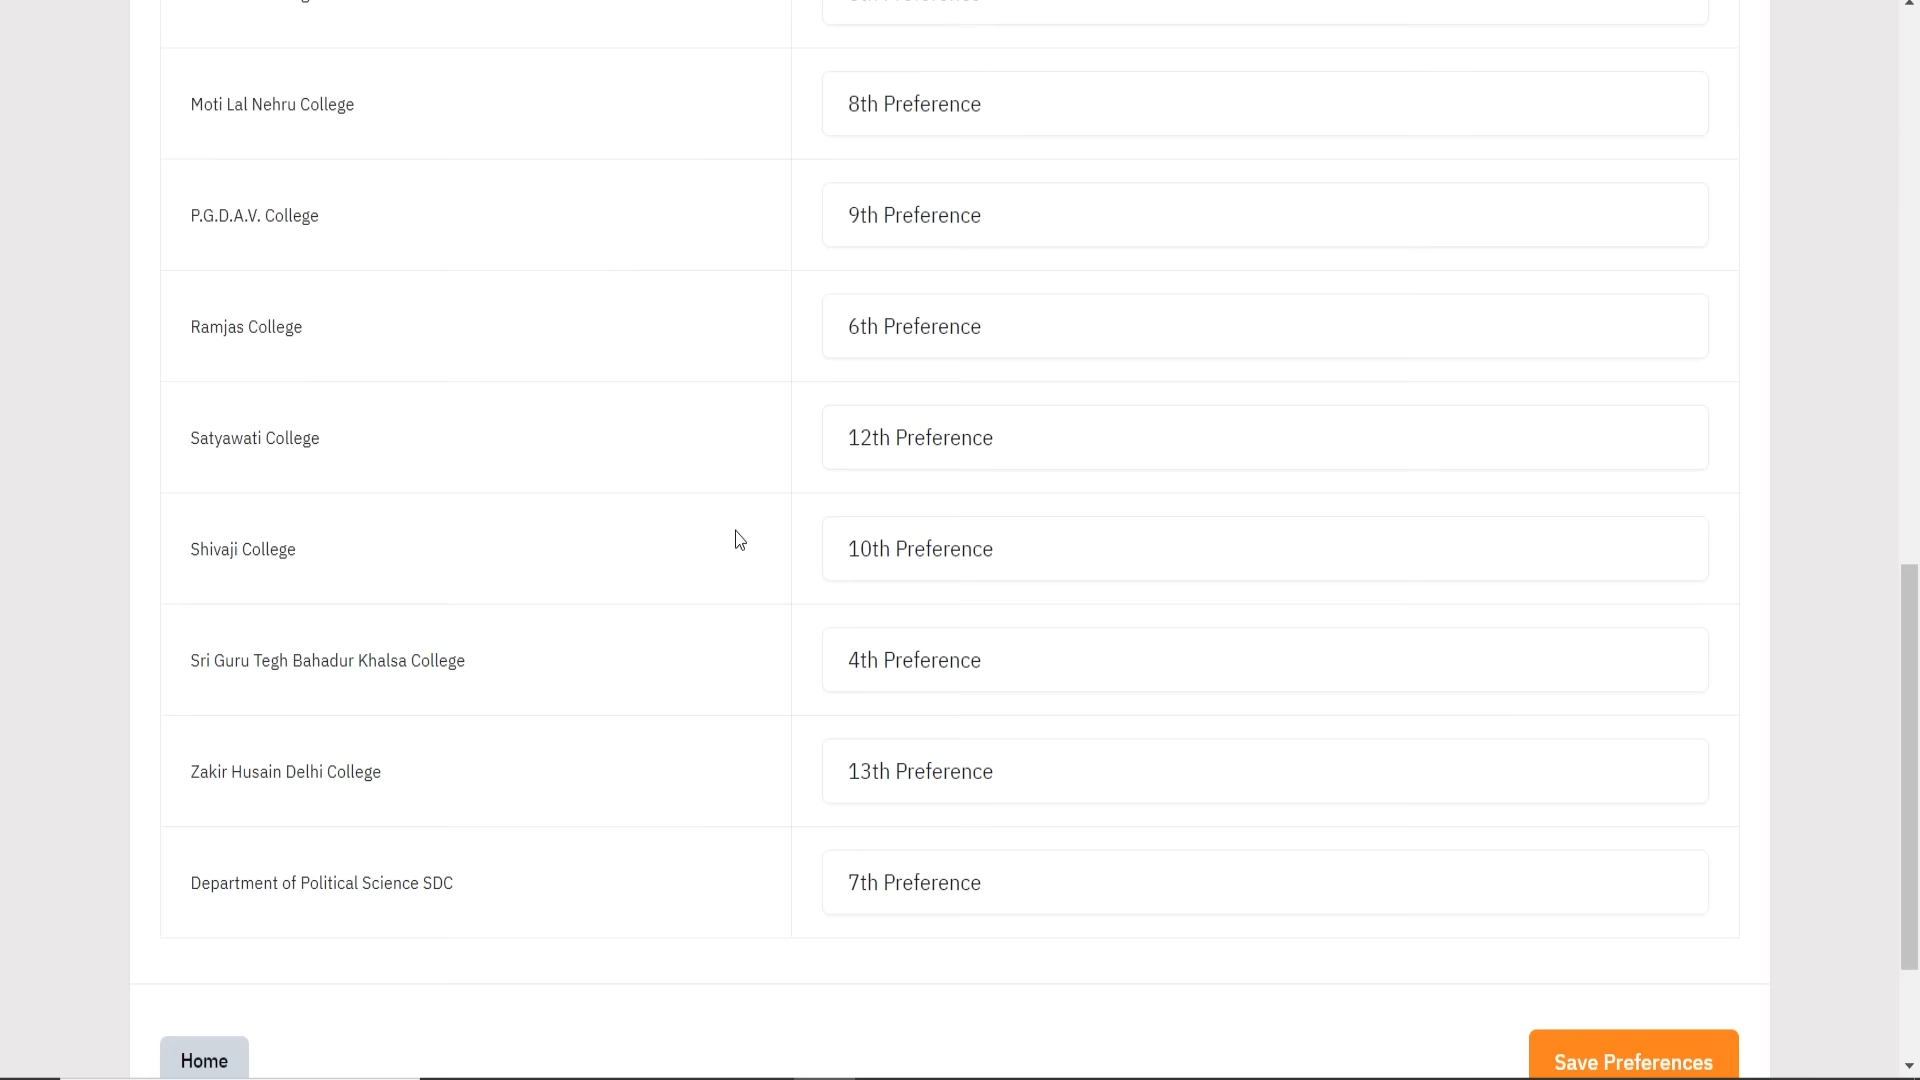 Moti Lal Nehru College
8th Preference
P.G.D.A.V. College
9th Preference
Ramjas College
6th Preference
Satyawati College
12th Preference
Shivaji College
10th Preference
Sri Guru Tegh Bahadur Khalsa College
4th Preference
Zakir Husain Delhi College
13th Preference
Department of Political Science SDC
7th Preference
Home
Save Preferences